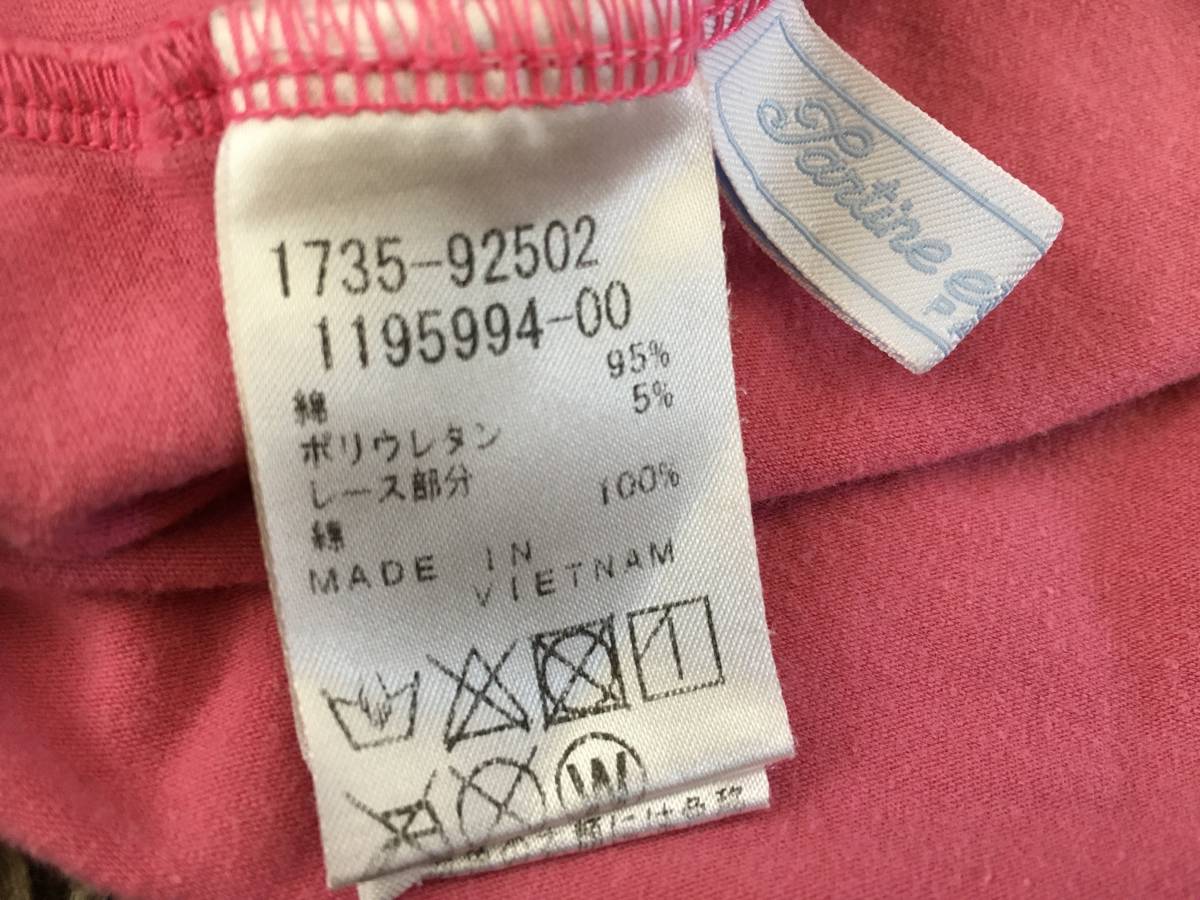 1735-92502
1195994-00
綿 95%
ポリウレタン 5%
レース部分
綿 100%
MADE IN
VIETNAM
W
Tartine
P